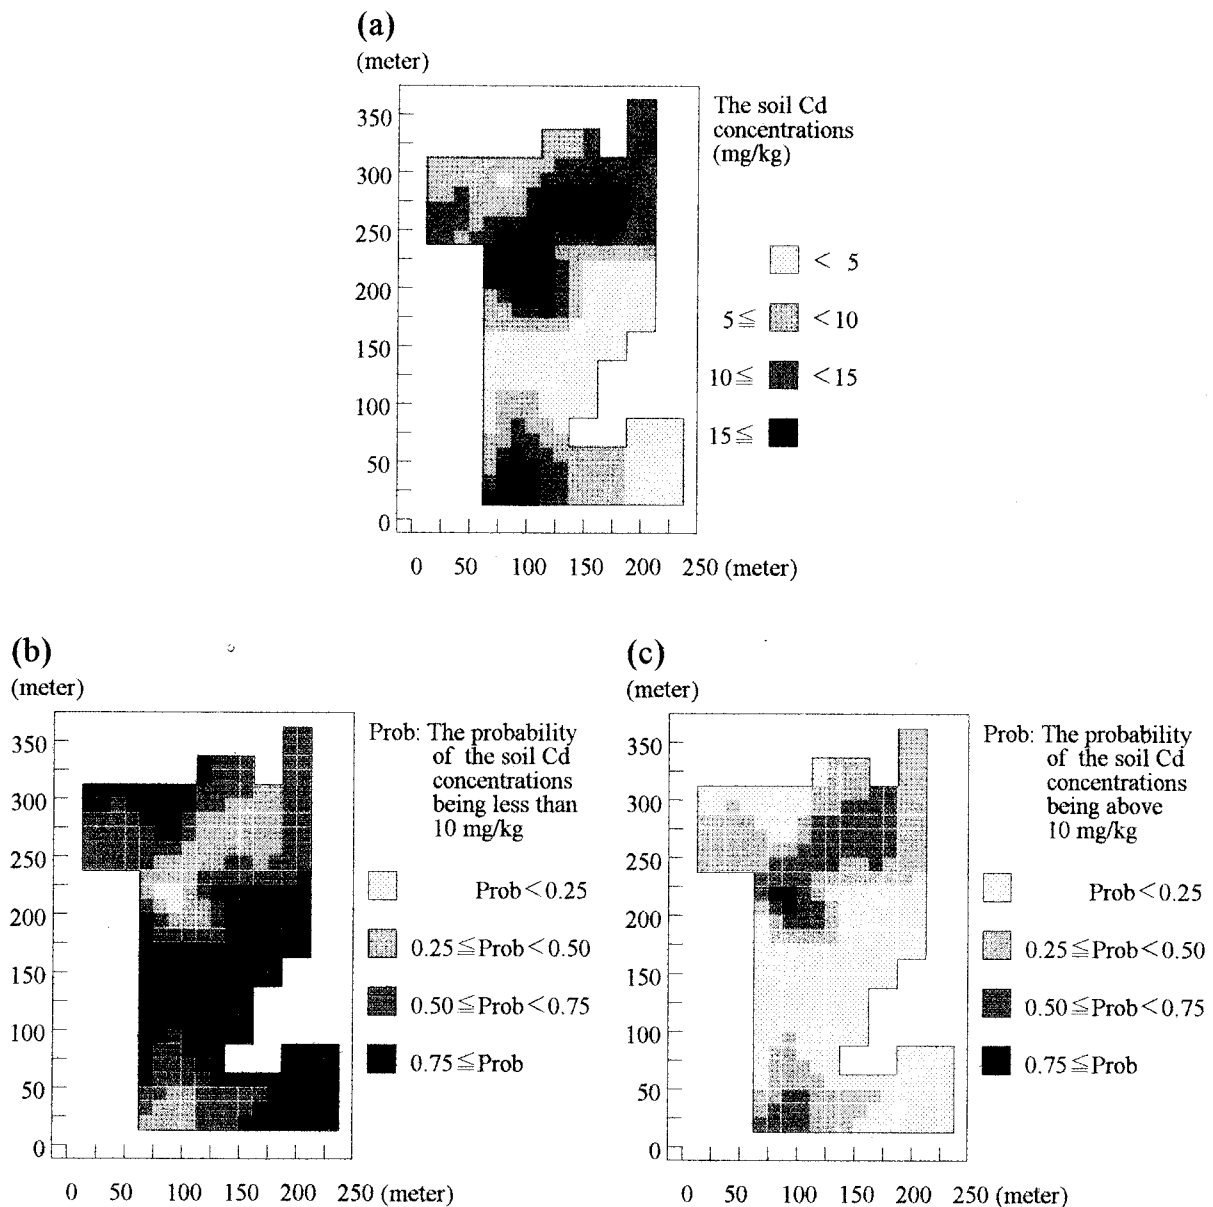 (a)
(meter)
350
300
250
200
150
100
50
0
0 50 100 150 200 250 (meter)
The soil Cd
concentrations
(mg/kg)
< 5
5≦ <10
10≦ <15
15≦
(b)
(meter)
350
300
250
200
150
100
50
0
0 50 100 150 200 250 (meter)
Prob: The probability
of the soil Cd
concentrations
being less than
10 mg/kg
Prob<0.25
0.25≦Prob<0.50
0.50≦Prob<0.75
0.75≦Prob
(c)
(meter)
350
300
250
200
150
100
50
0
0 50 100 150 200 250 (meter)
Prob: The probability
of the soil Cd
concentrations
being above
10 mg/kg
Prob<0.25
0.25≦Prob<0.50
0.50≦Prob<0.75
0.75≦Prob